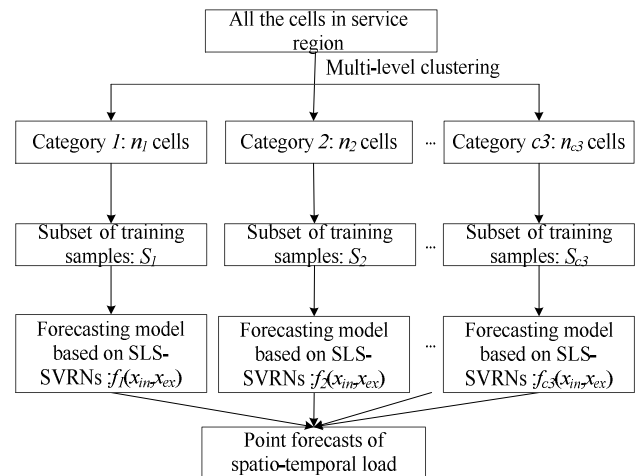 All the cells in service
region
Multi-level clustering
Category 1: n1 cells
Category 2: n2 cells
...
Category c3: nc3 cells
Subset of training
samples: S1
Subset of training
samples: S2
...
Subset of training
samples: Sc3
Forecasting model
based on SLS-
SVRNs :f1(xin,xex)
Forecasting model
based on SLS-
SVRNs :f2(xin,xex)
...
Forecasting model
based on SLS-
SVRNs :fc3(xin,xex)
Point forecasts of
spatio-temporal load